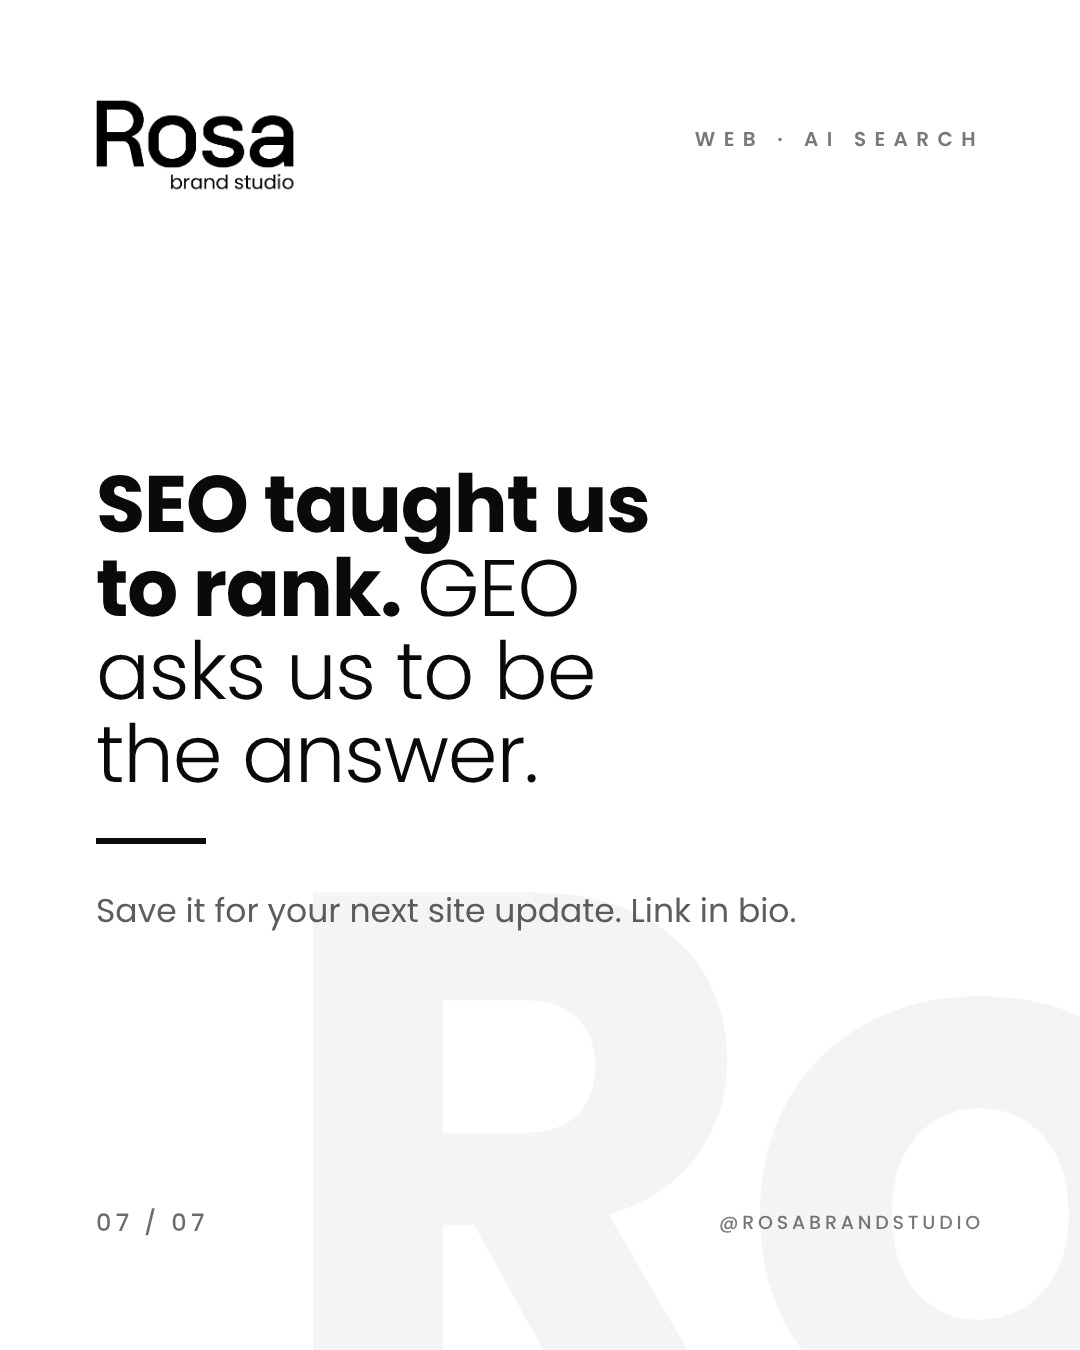 Rosa
brand studio
WEB · AI SEARCH
SEO taught us
to rank. GEO
asks us to be
the answer.
Save it for your next site update. Link in bio.
Ro
07 / 07
@ROSABRANDSTUDIO